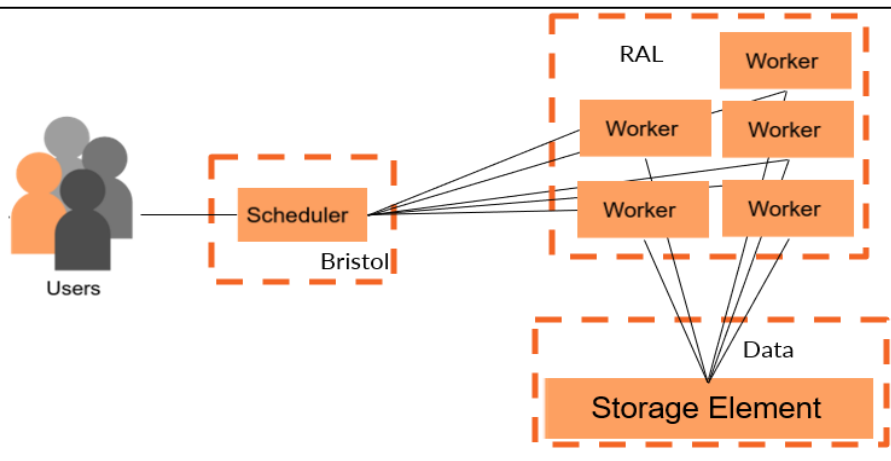 RAL
Worker
Worker
Worker
Worker
Worker
Scheduler
Bristol
Users
Data
Storage Element